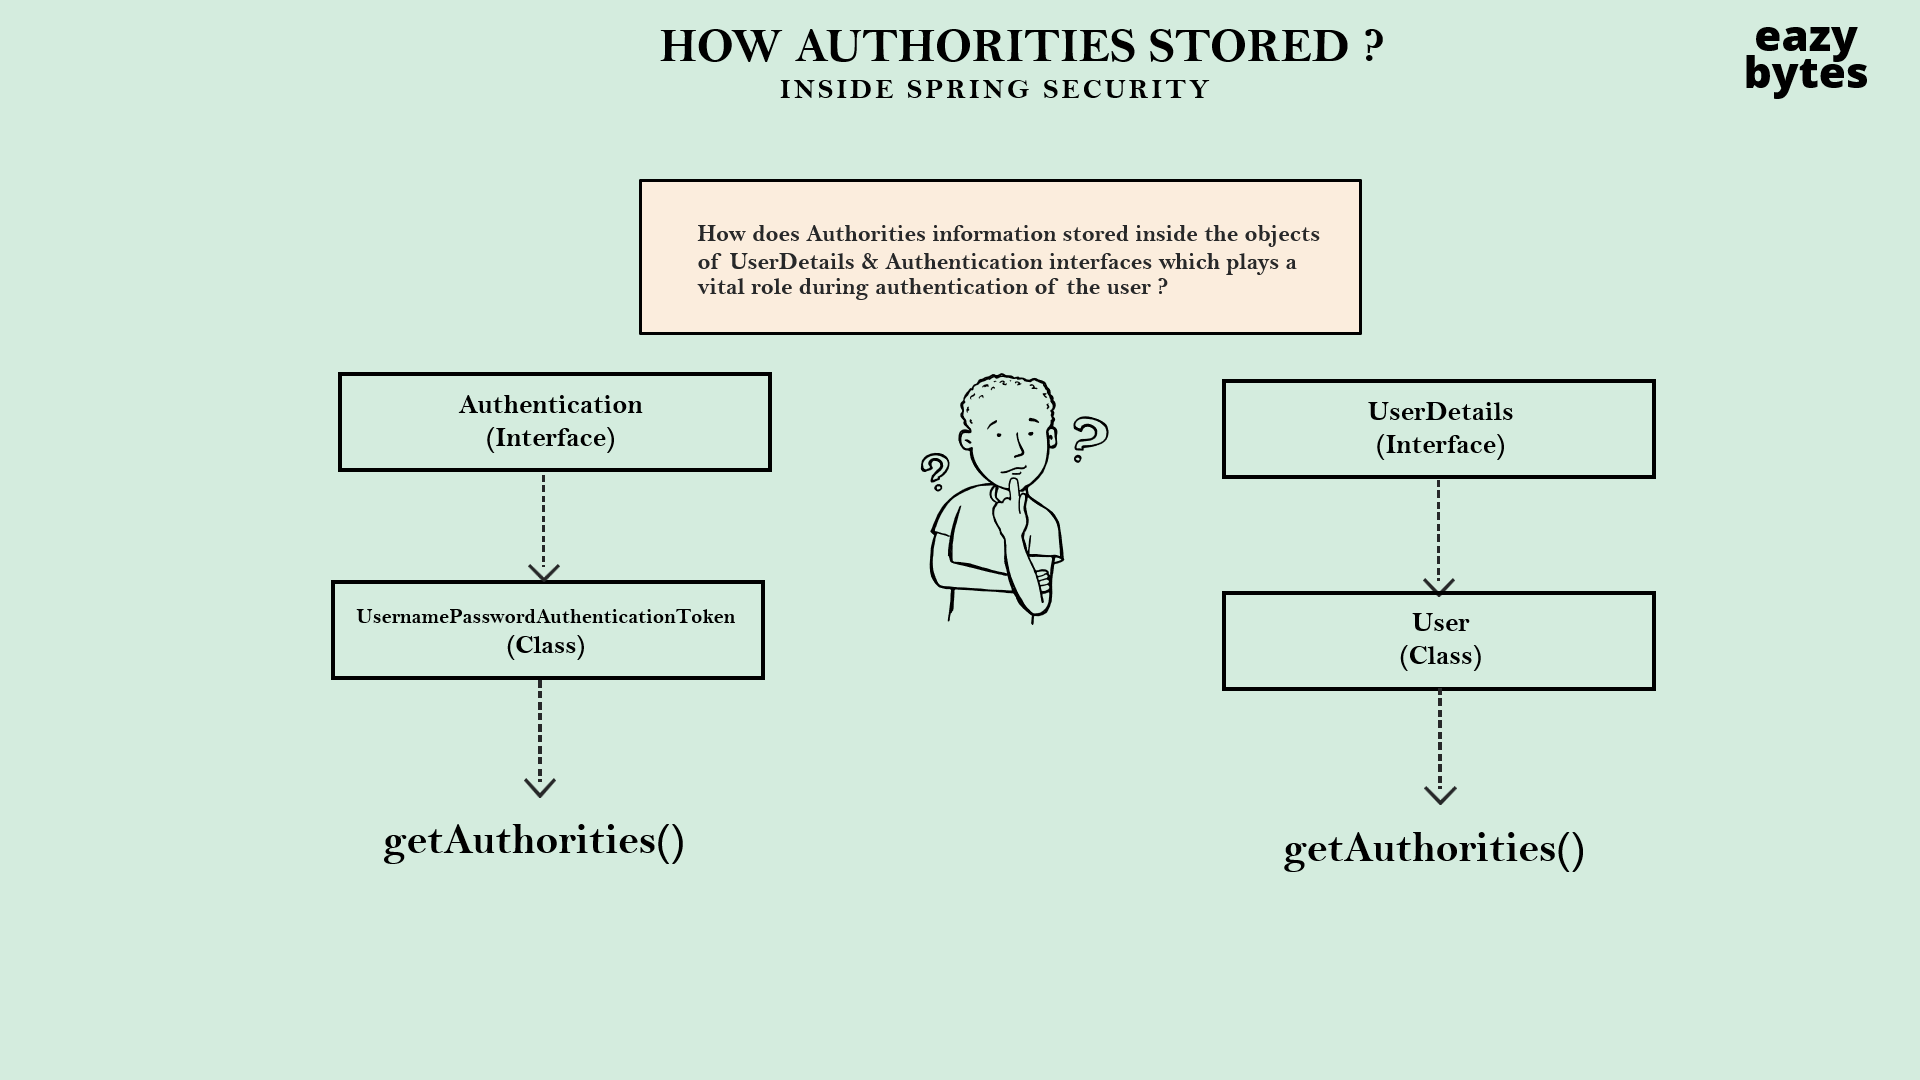 HOW AUTHORITIES STORED ?
INSIDE SPRING SECURITY
eazy
bytes
How does Authorities information stored inside the objects
of UserDetails & Authentication interfaces which plays a
vital role during authentication of the user ?
Authentication
(Interface)
UserDetails
(Interface)
?
?
UsernamePasswordAuthenticationToken
(Class)
User
(Class)
getAuthorities()
getAuthorities()